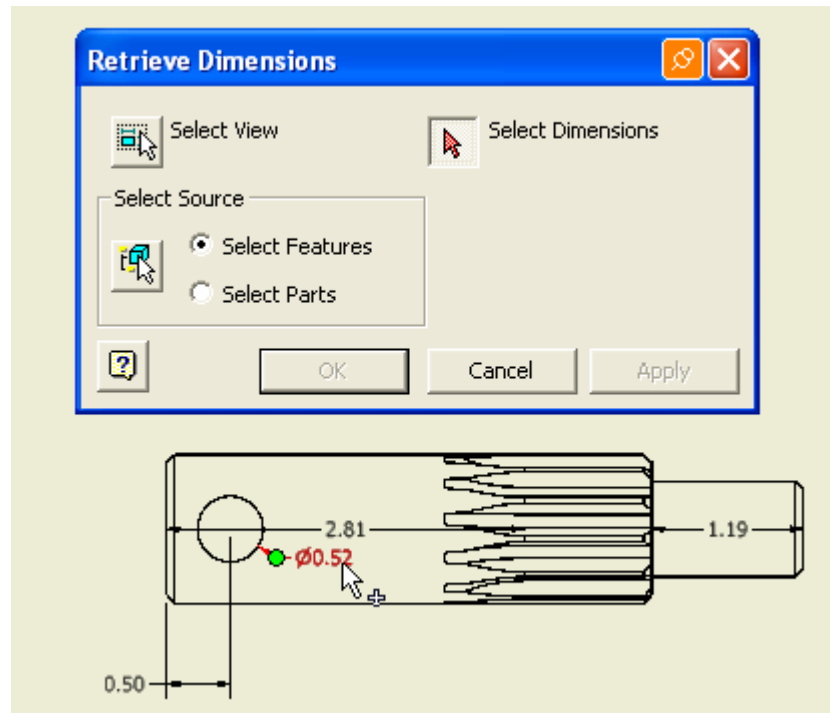 Retrieve Dimensions
Select View
Select Dimensions
Select Source
Select Features
Select Parts
OK
Cancel
Apply
2.81
1.19
Ø0.52
0.50